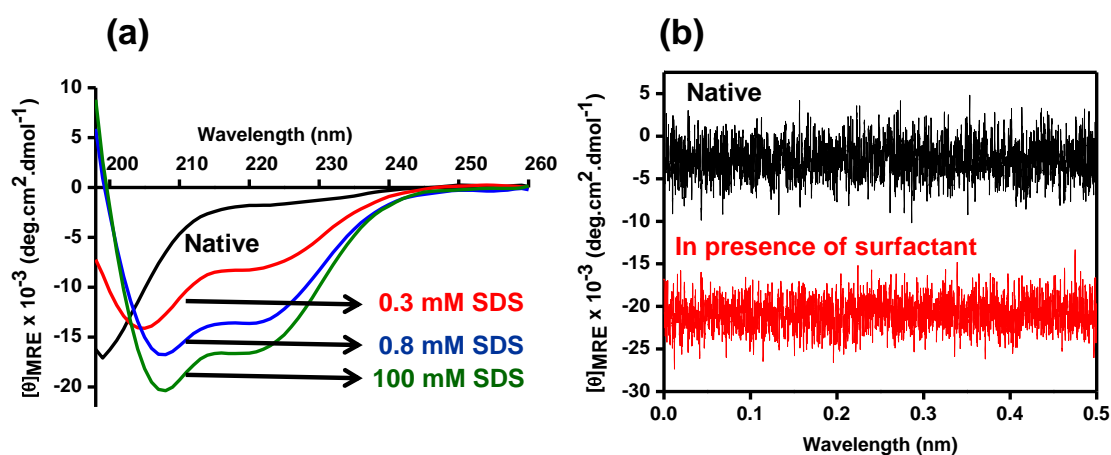 (a)
(b)
[θ]MRE x 10⁻³ (deg.cm².dmol⁻¹)
10
5
0
-5
-10
-15
-20
Wavelength (nm)
200 210 220 230 240 250 260
Native
0.3 mM SDS
0.8 mM SDS
100 mM SDS
[θ]MRE x 10⁻³ (deg.cm².dmol⁻¹)
5
0
-5
-10
-15
-20
-25
-30
Native
In presence of surfactant
0.0 0.1 0.2 0.3 0.4 0.5
Wavelength (nm)